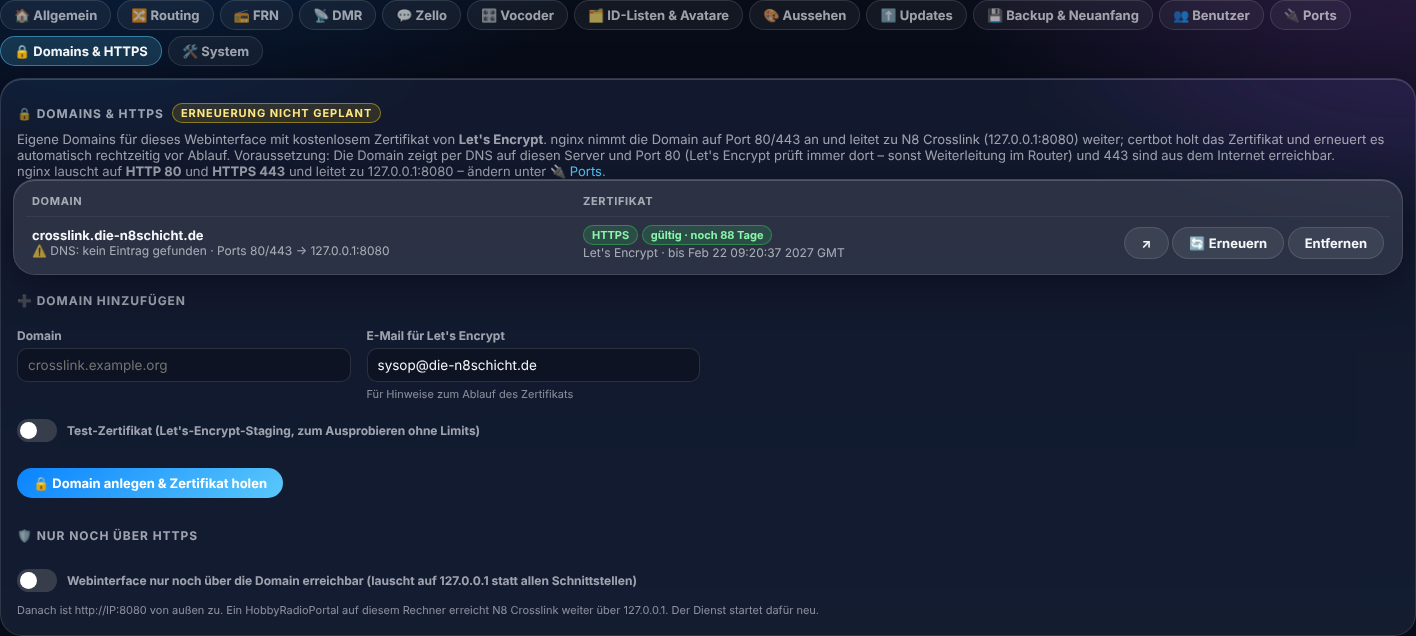 🏠 Allgemein 🔀 Routing 📻 FRN 📡 DMR 💬 Zello 🎛️ Vocoder 🗂️ ID-Listen & Avatare 🎨 Aussehen ⬆️ Updates 💾 Backup & Neuanfang 👥 Benutzer 🔌 Ports
🔒 Domains & HTTPS 🛠️ System
🔒 DOMAINS & HTTPS ERNEUERUNG NICHT GEPLANT
Eigene Domains für dieses Webinterface mit kostenlosem Zertifikat von Let's Encrypt. nginx nimmt die Domain auf Port 80/443 an und leitet zu N8 Crosslink (127.0.0.1:8080) weiter; certbot holt das Zertifikat und erneuert es
automatisch rechtzeitig vor Ablauf. Voraussetzung: Die Domain zeigt per DNS auf diesen Server und Port 80 (Let's Encrypt prüft immer dort – sonst Weiterleitung im Router) und 443 sind aus dem Internet erreichbar.
nginx lauscht auf HTTP 80 und HTTPS 443 und leitet zu 127.0.0.1:8080 – ändern unter 🔌 Ports.
DOMAIN ZERTIFIKAT
crosslink.die-n8schicht.de HTTPS gültig · noch 88 Tage
⚠️ DNS: kein Eintrag gefunden · Ports 80/443 → 127.0.0.1:8080 Let's Encrypt · bis Feb 22 09:20:37 2027 GMT
↗ 🔄 Erneuern Entfernen
➕ DOMAIN HINZUFÜGEN
Domain E-Mail für Let's Encrypt
crosslink.example.org sysop@die-n8schicht.de
Für Hinweise zum Ablauf des Zertifikats
Test-Zertifikat (Let's-Encrypt-Staging, zum Ausprobieren ohne Limits)
🔒 Domain anlegen & Zertifikat holen
🛡️ NUR NOCH ÜBER HTTPS
Webinterface nur noch über die Domain erreichbar (lauscht auf 127.0.0.1 statt allen Schnittstellen)
Danach ist http://IP:8080 von außen zu. Ein HobbyRadioPortal auf diesem Rechner erreicht N8 Crosslink weiter über 127.0.0.1. Der Dienst startet dafür neu.